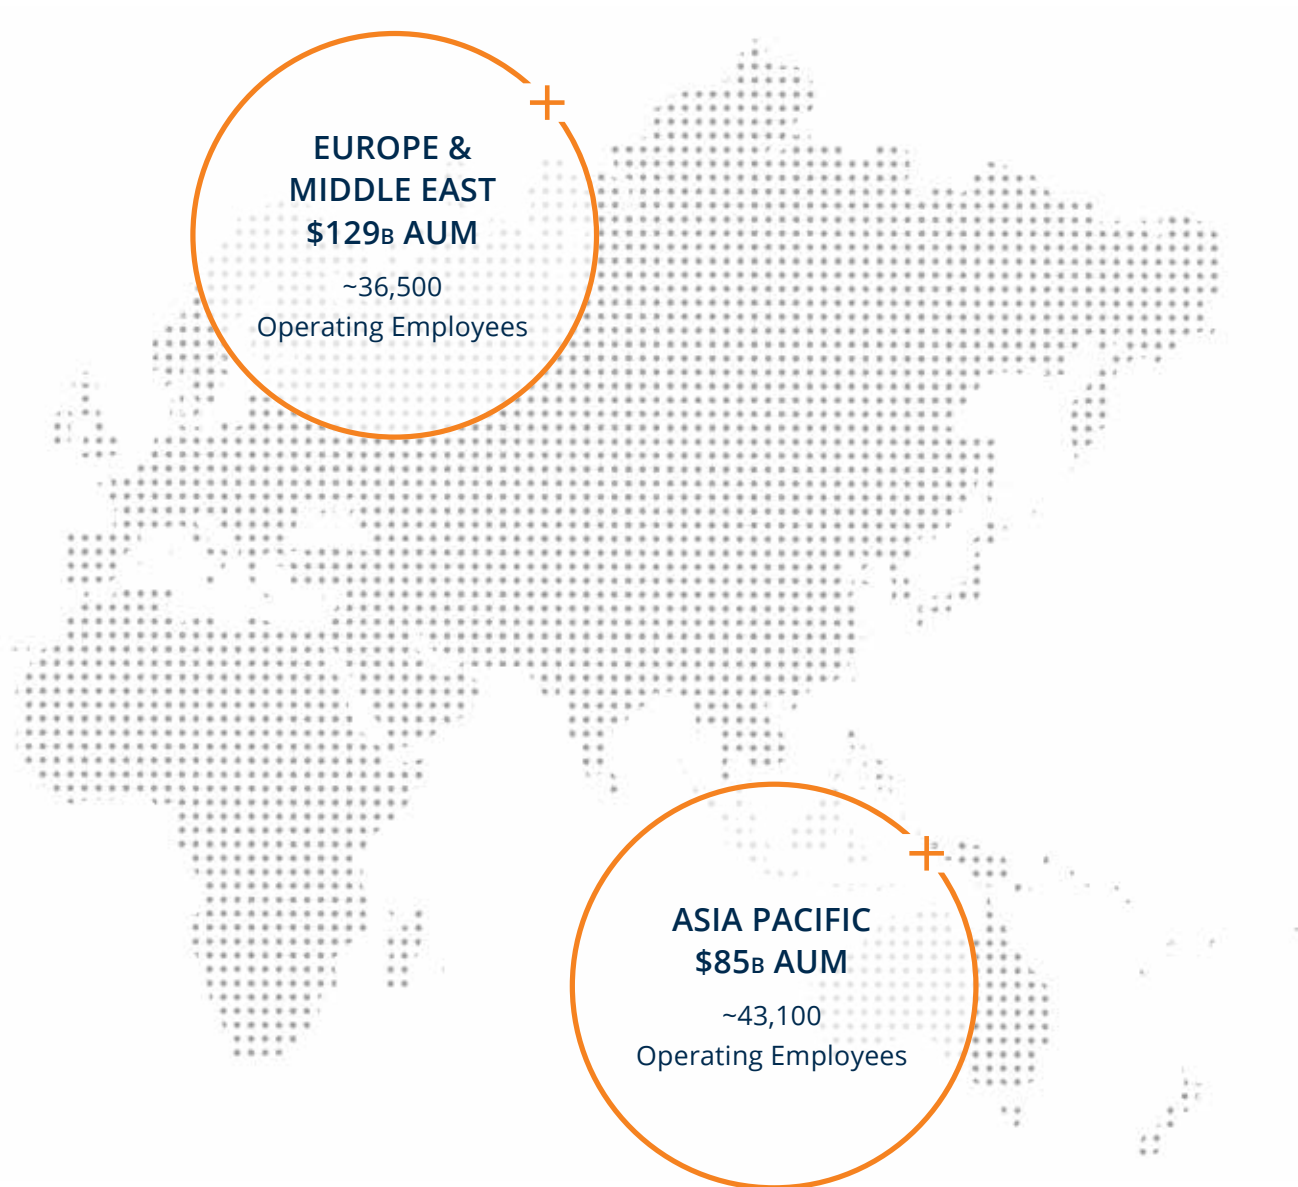 EUROPE &
MIDDLE EAST
$129B AUM
~36,500
Operating Employees
ASIA PACIFIC
$85B AUM
~43,100
Operating Employees